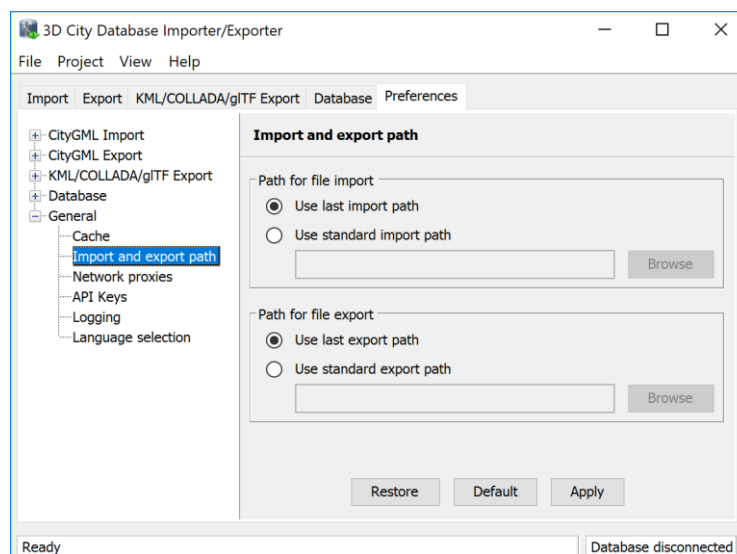 3D City Database Importer/Exporter
File Project View Help
Import Export KML/COLLADA/glTF Export Database Preferences
CityGML Import
CityGML Export
KML/COLLADA/glTF Export
Database
General
Cache
Import and export path
Network proxies
API Keys
Logging
Language selection
Import and export path
Path for file import
Use last import path
Use standard import path
Browse
Path for file export
Use last export path
Use standard export path
Browse
Restore Default Apply
Ready Database disconnected